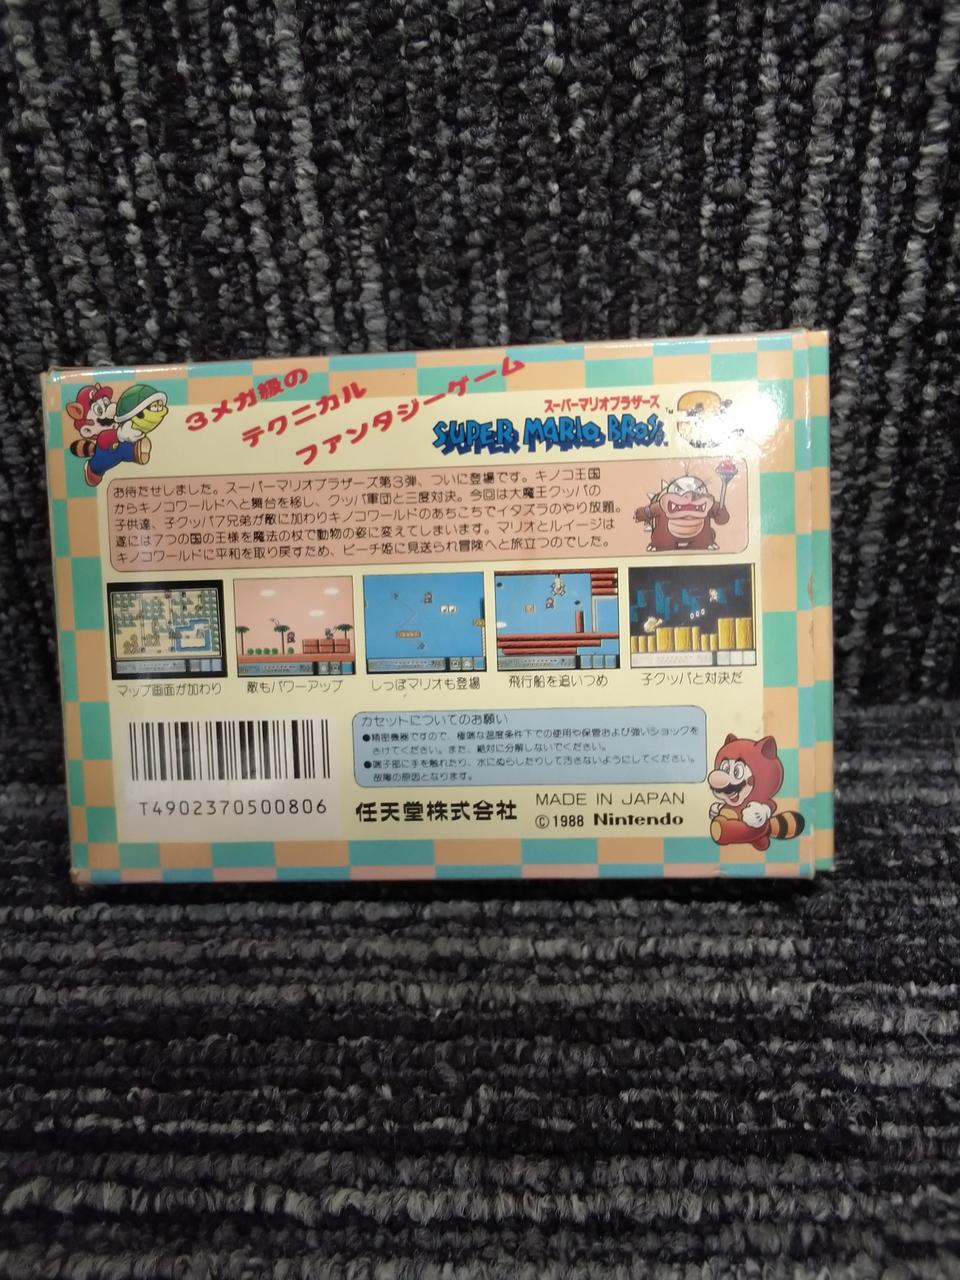 3メガ級の
テクニカル
ファンタジーゲーム
スーパーマリオブラザーズ
SUPER MARIO BROS.™
お待たせしました。スーパーマリオブラザーズ第3弾、ついに登場です。キノコ王国
からキノコワールドへと舞台を移し、クッパ軍団と三度対決。今回は大魔王クッパの
子供達、子クッパ7兄弟が敵に加わりキノコワールドのあちこちでイタズラのやり放題。
遂には7つの国の王様を魔法の杖で動物の姿に変えてしまいます。マリオとルイージは
キノコワールドに平和を取り戻すため、ピーチ姫に見送られ冒険へと旅立つのでした。
マップ画面が加わり
敵もパワーアップ
しっぽマリオも登場
飛行船を追いつめ
子クッパと対決だ
カセットについてのお願い
●精密機器ですので、極端な温度条件下での使用や保管および強いショックを
さけてください。また、絶対に分解しないでください。
●端子部に手を触れたり、水にぬらしたりして汚さないようにしてください。
故障の原因となります。
T4902370500806
任天堂株式会社
MADE IN JAPAN
©1988 Nintendo